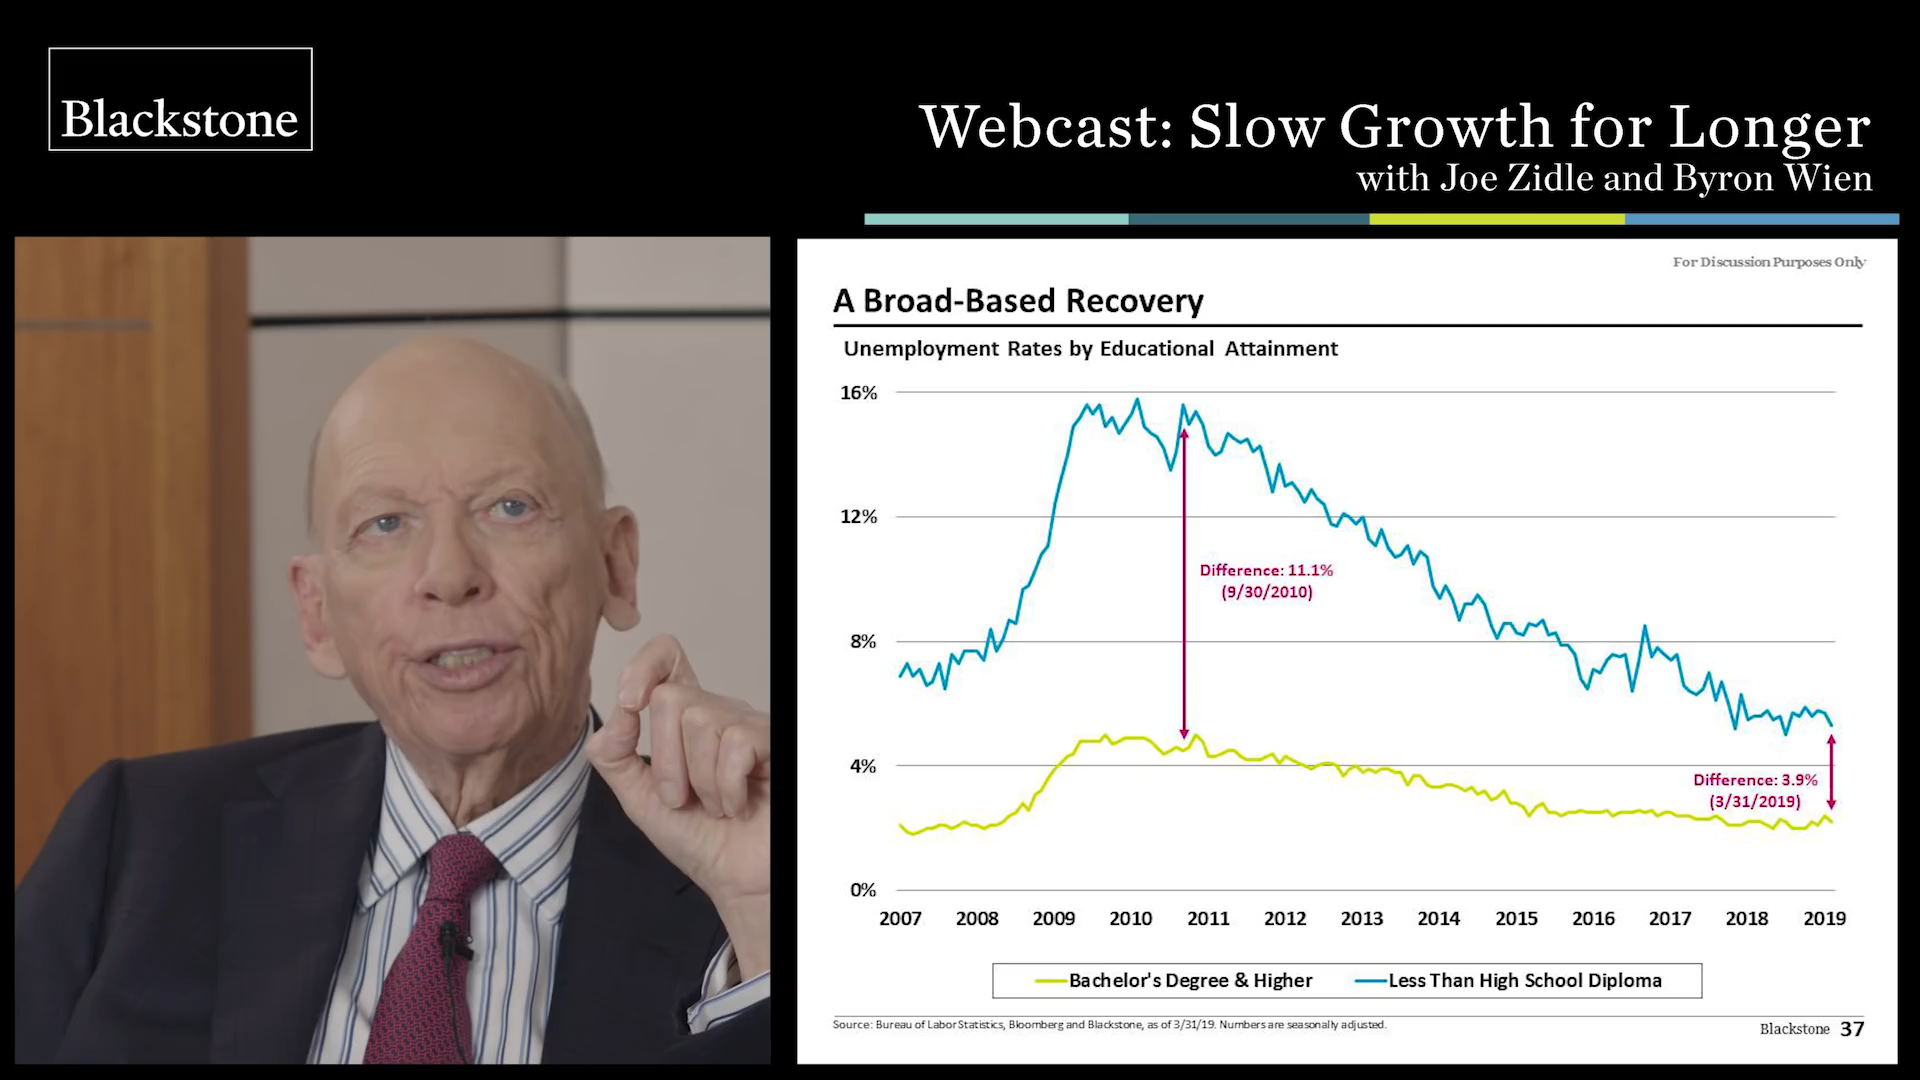 Blackstone
Webcast: Slow Growth for Longer
with Joe Zidle and Byron Wien
For Discussion Purposes Only
A Broad-Based Recovery
Unemployment Rates by Educational Attainment
16%
12%
8%
4%
0%
Difference: 11.1%
(9/30/2010)
Difference: 3.9%
(3/31/2019)
2007 2008 2009 2010 2011 2012 2013 2014 2015 2016 2017 2018 2019
Bachelor's Degree & Higher Less Than High School Diploma
Source: Bureau of Labor Statistics, Bloomberg and Blackstone, as of 3/31/19. Numbers are seasonally adjusted.
Blackstone 37